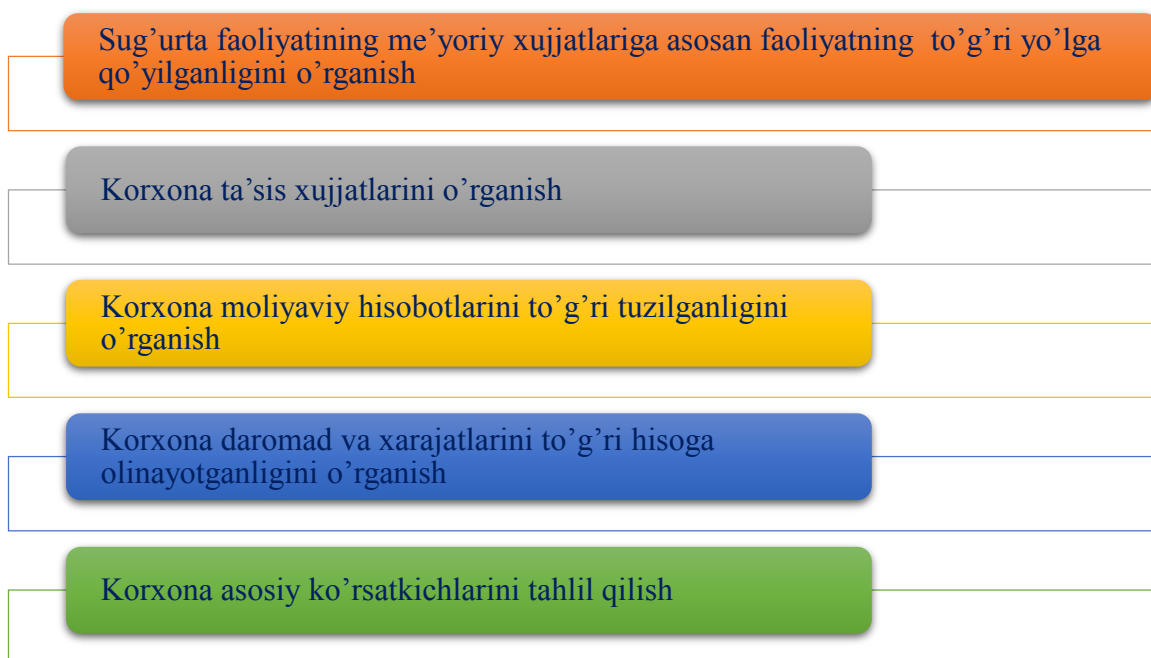 Sug’urta faoliyatining me’yoriy xujjatlariga asosan faoliyatning to’g’ri yo’lga
qo’yilganligini o’rganish
Korxona ta’sis xujjatlarini o’rganish
Korxona moliyaviy hisobotlarini to’g’ri tuzilganligini
o’rganish
Korxona daromad va xarajatlarini to’g’ri hisoga
olinayotganligini o’rganish
Korxona asosiy ko’rsatkichlarini tahlil qilish